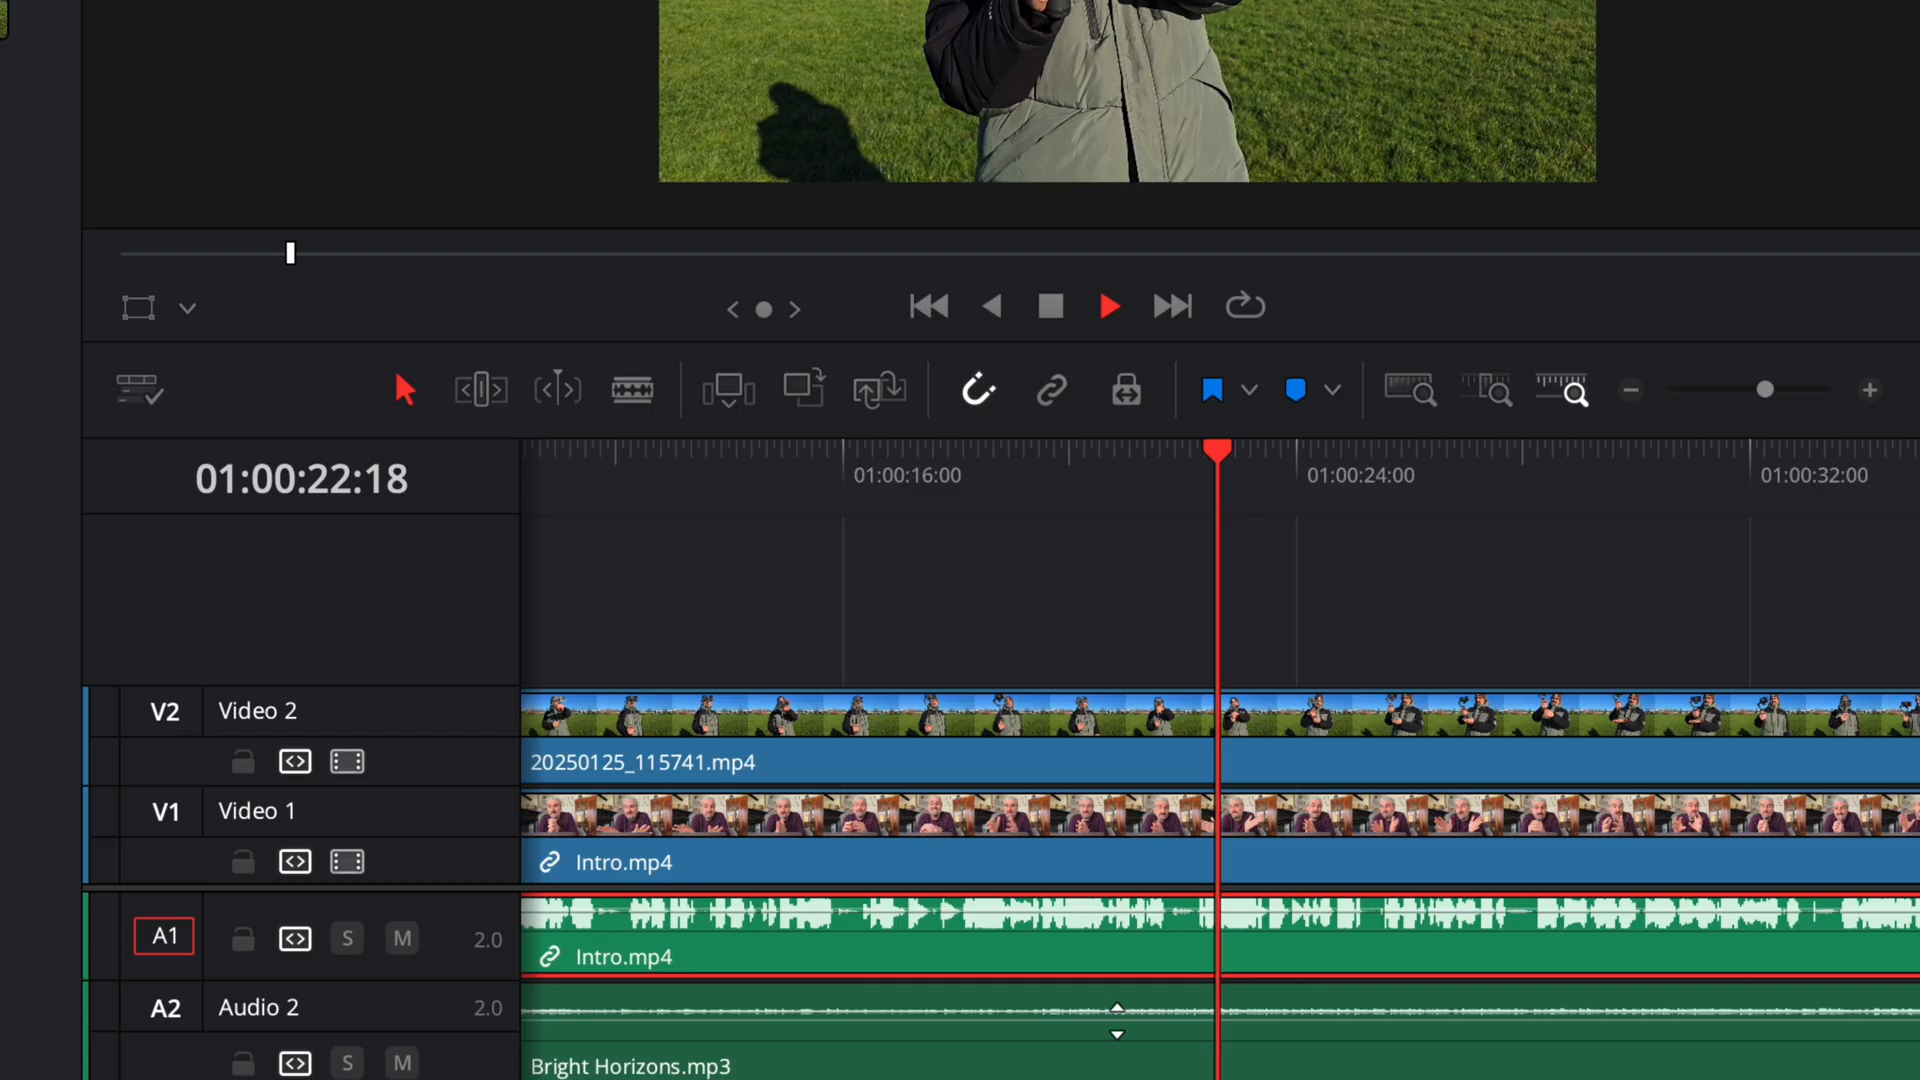 01:00:22:18
01:00:16:00
01:00:24:00
01:00:32:00
V2
Video 2
20250125_115741.mp4
V1
Video 1
Intro.mp4
A1
S
M
2.0
Intro.mp4
A2
Audio 2
2.0
S
M
Bright Horizons.mp3